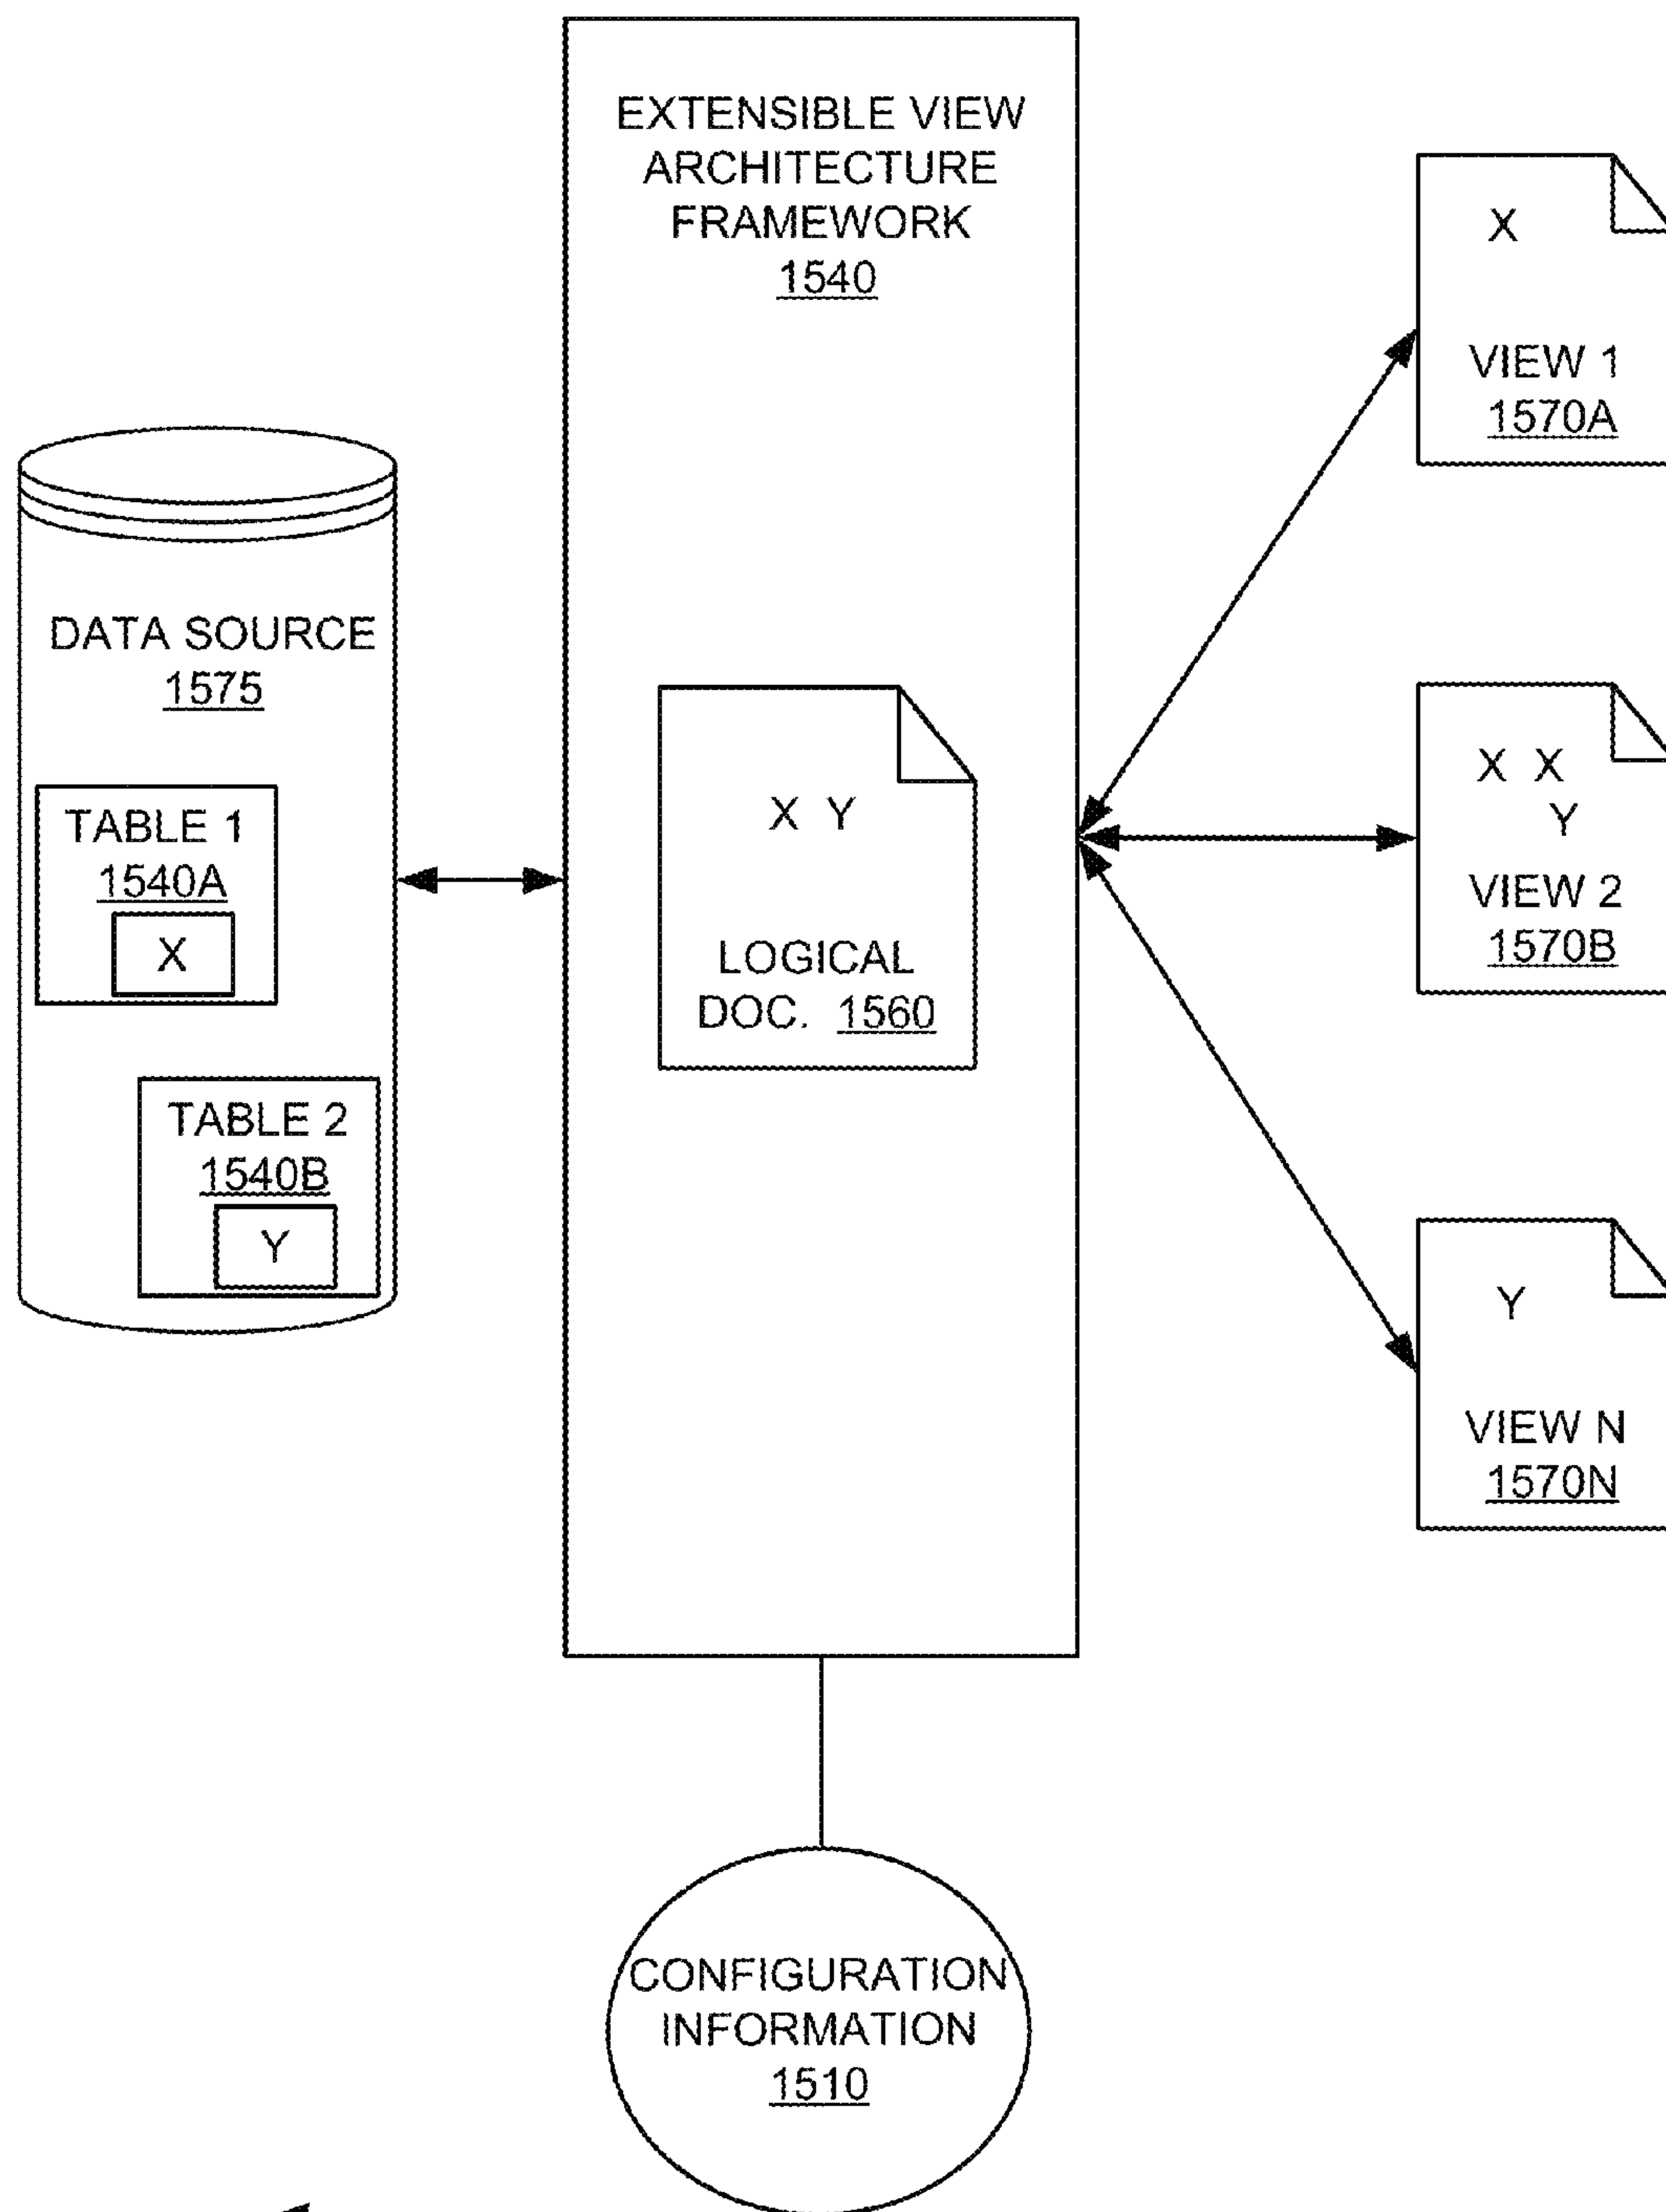 EXTENSIBLE VIEW
ARCHITECTURE
FRAMEWORK
1540
DATA SOURCE
1575
TABLE 1
1540A
X
TABLE 2
1540B
Y
X Y
LOGICAL
DOC. 1560
X
VIEW 1
1570A
X X
Y
VIEW 2
1570B
Y
VIEW N
1570N
CONFIGURATION
INFORMATION
1510